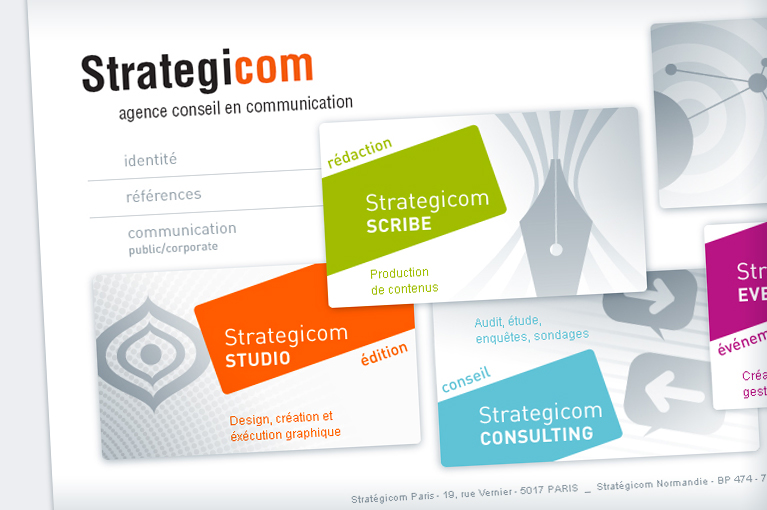 Strategicom
agence conseil en communication
identité
références
communication
public/corporate
rédaction
Strategicom
SCRIBE
Production
de contenus
Strategicom
STUDIO
édition
Design, création et
éxécution graphique
Audit, étude,
enquêtes, sondages
conseil
Strategicom
CONSULTING
Stratégicom Paris - 19, rue Vernier - 5017 PARIS _ Stratégicom Normandie - BP 474 - 7